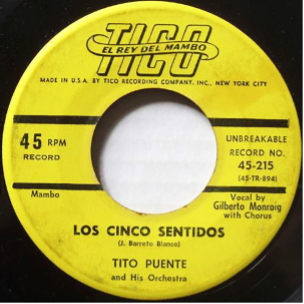 TICO
EL REY DEL MAMBO
MADE IN U.S.A. BY TICO RECORDING COMPANY, INC., NEW YORK CITY
45 RPM
RECORD
UNBREAKABLE
RECORD NO.
45-215
(45-TR-894)
Mambo
Vocal by
Gilberto Monroig
with Chorus
LOS CINCO SENTIDOS
(J. Barreto Blanco)
TITO PUENTE
and His Orchestra